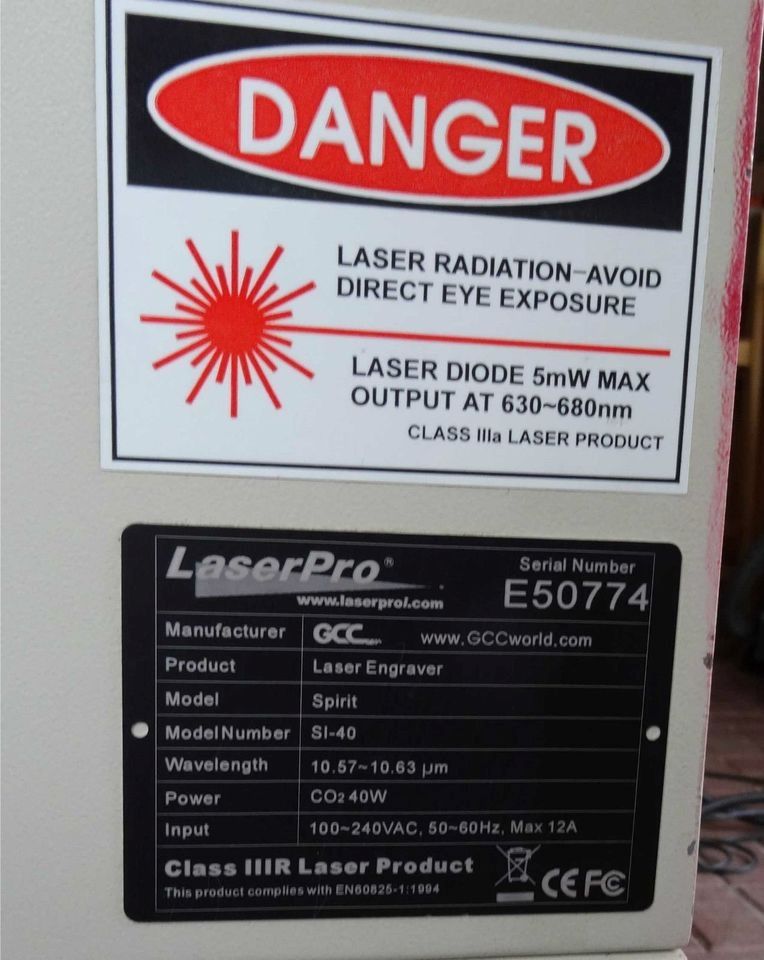 DANGER
LASER RADIATION-AVOID
DIRECT EYE EXPOSURE
LASER DIODE 5mW MAX
OUTPUT AT 630~680nm
CLASS IIIa LASER PRODUCT
LaserPro®
www.laserproi.com
Serial Number
E50774
Manufacturer GCC www.GCCworld.com
Product Laser Engraver
Model Spirit
Model Number SI-40
Wavelength 10.57~10.63 μm
Power CO2 40W
Input 100~240VAC, 50~60Hz, Max 12A
Class IIIR Laser Product
This product complies with EN60825-1:1994
CE FC